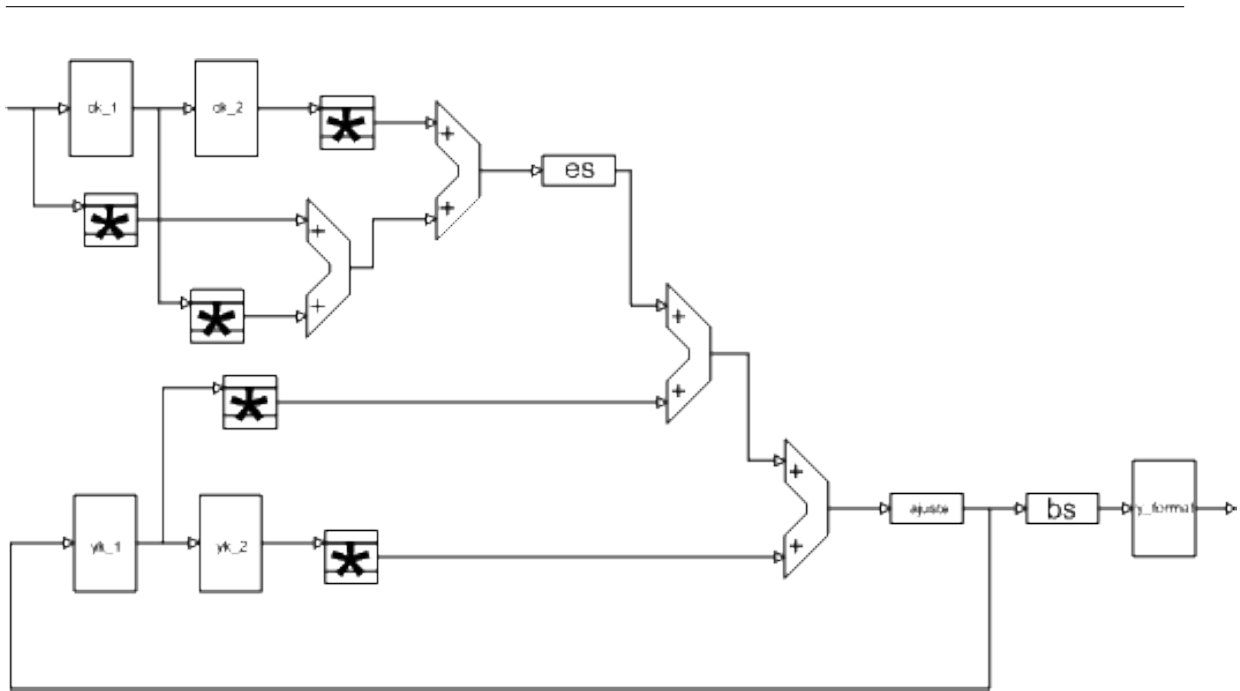 dk_1
dk_2
*
+
+
es
*
+
+
*
+
+
*
+
+
yk_1
yk_2
*
ajuste
bs
y_format